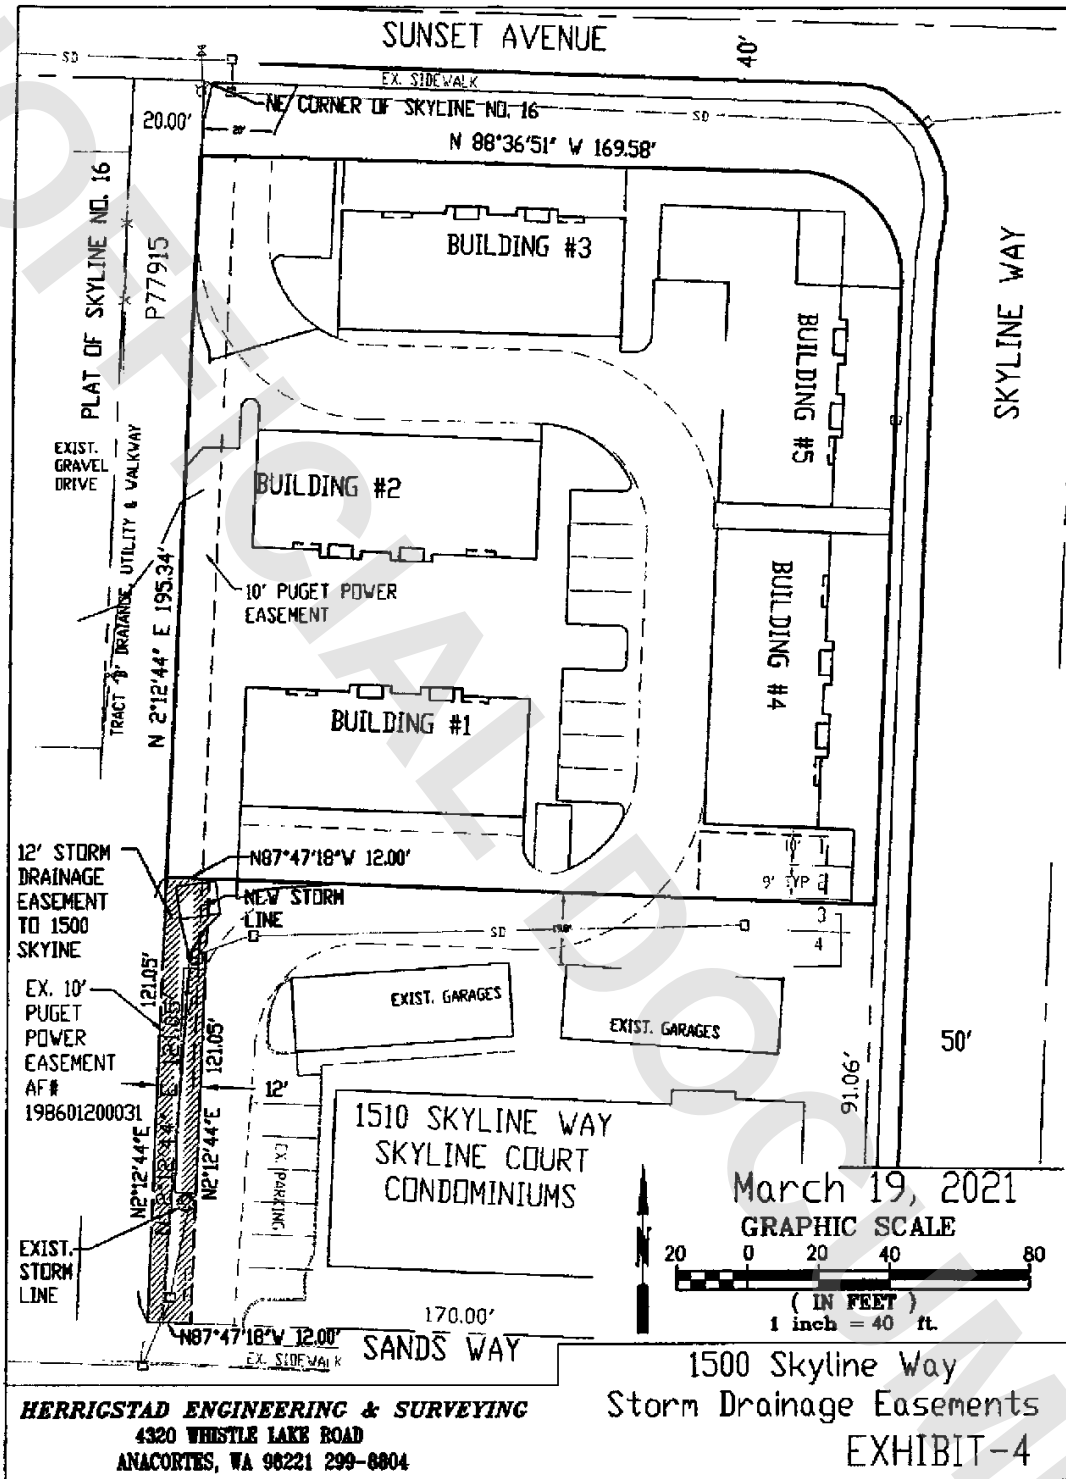 SUNSET AVENUE
40'
SD
EX. SIDEWALK
NE CORNER OF SKYLINE NO. 16
SD
20.00'
20'
N 88°36'51" W 169.58'
PLAT OF SKYLINE NO. 16
P77915
BUILDING #3
SKYLINE WAY
BUILDING #5
EXIST.
GRAVEL
DRIVE
BUILDING #2
TRACT "B" DRAIANGE, UTILITY & WALKWAY
N 2°12'44" E 195.34'
10' PUGET POWER
EASEMENT
BUILDING #4
BUILDING #1
12' STORM
DRAINAGE
EASEMENT
TO 1500
SKYINE
N87°47'18"W 12.00'
NEW STORM
LINE
SD
10'
1
9' TYP
2
3
4
EX. 10'
PUGET
POWER
EASEMENT
AF#
198601200031
121.05'
N2°12'44"E
121.05'
N2°12'44"E
12'
EXIST. GARAGES
EXIST. GARAGES
50'
91.06'
1510 SKYLINE WAY
SKYLINE COURT
CONDOMINIUMS
EX. PARKING
EXIST.
STORM
LINE
N
March 19, 2021
GRAPHIC SCALE
20 0 20 40 80
( IN FEET )
1 inch = 40 ft.
170.00'
N87°47'18"W 12.00'
EX. SIDEWALK
SANDS WAY
HERRIGSTAD ENGINEERING & SURVEYING
4320 WHISTLE LAKE ROAD
ANACORTES, WA 98221 299-8804
1500 Skyline Way
Storm Drainage Easements
EXHIBIT-4
OFFICIAL DOCUM